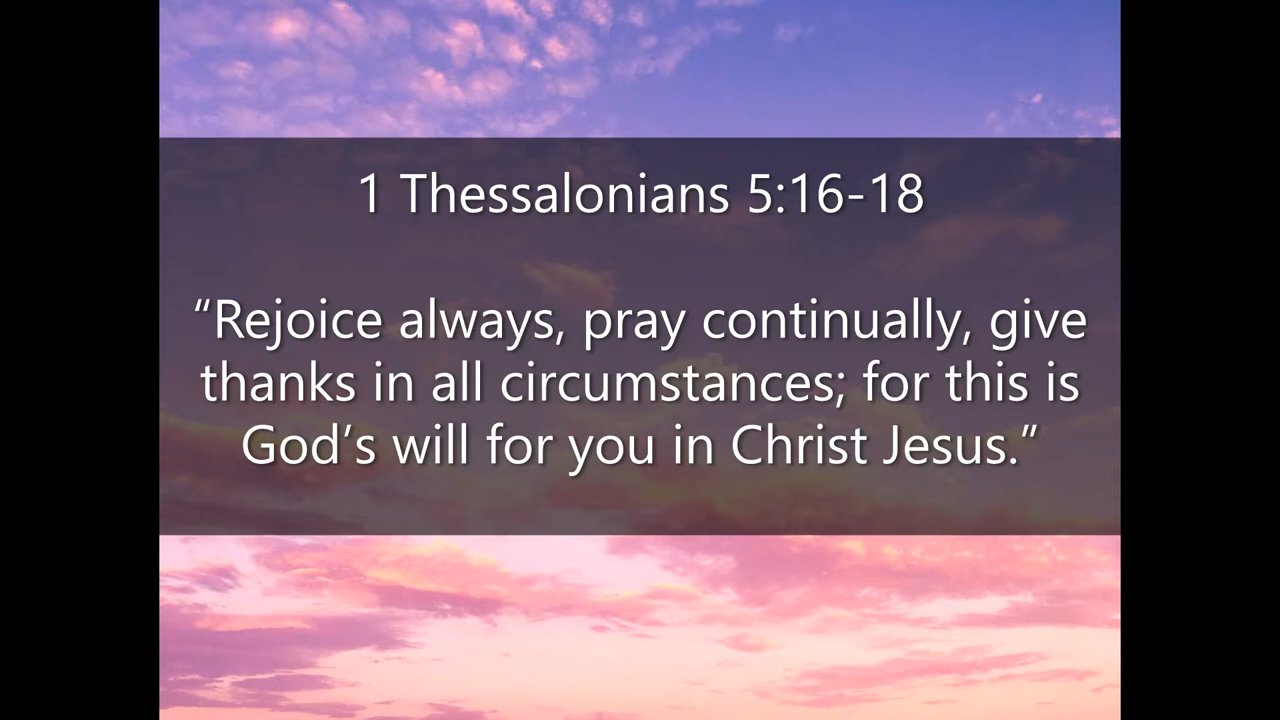 1 Thessalonians 5:16-18
“Rejoice always, pray continually, give
thanks in all circumstances; for this is
God’s will for you in Christ Jesus.”